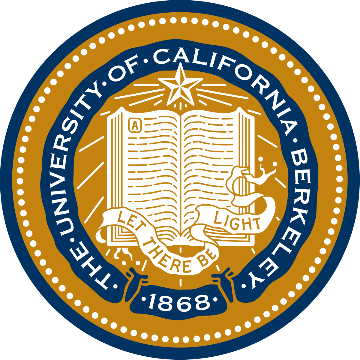 THE·UNIVERSITY·OF·CALIFORNIA·BERKELEY
A
LET THERE BE LIGHT
·1868·